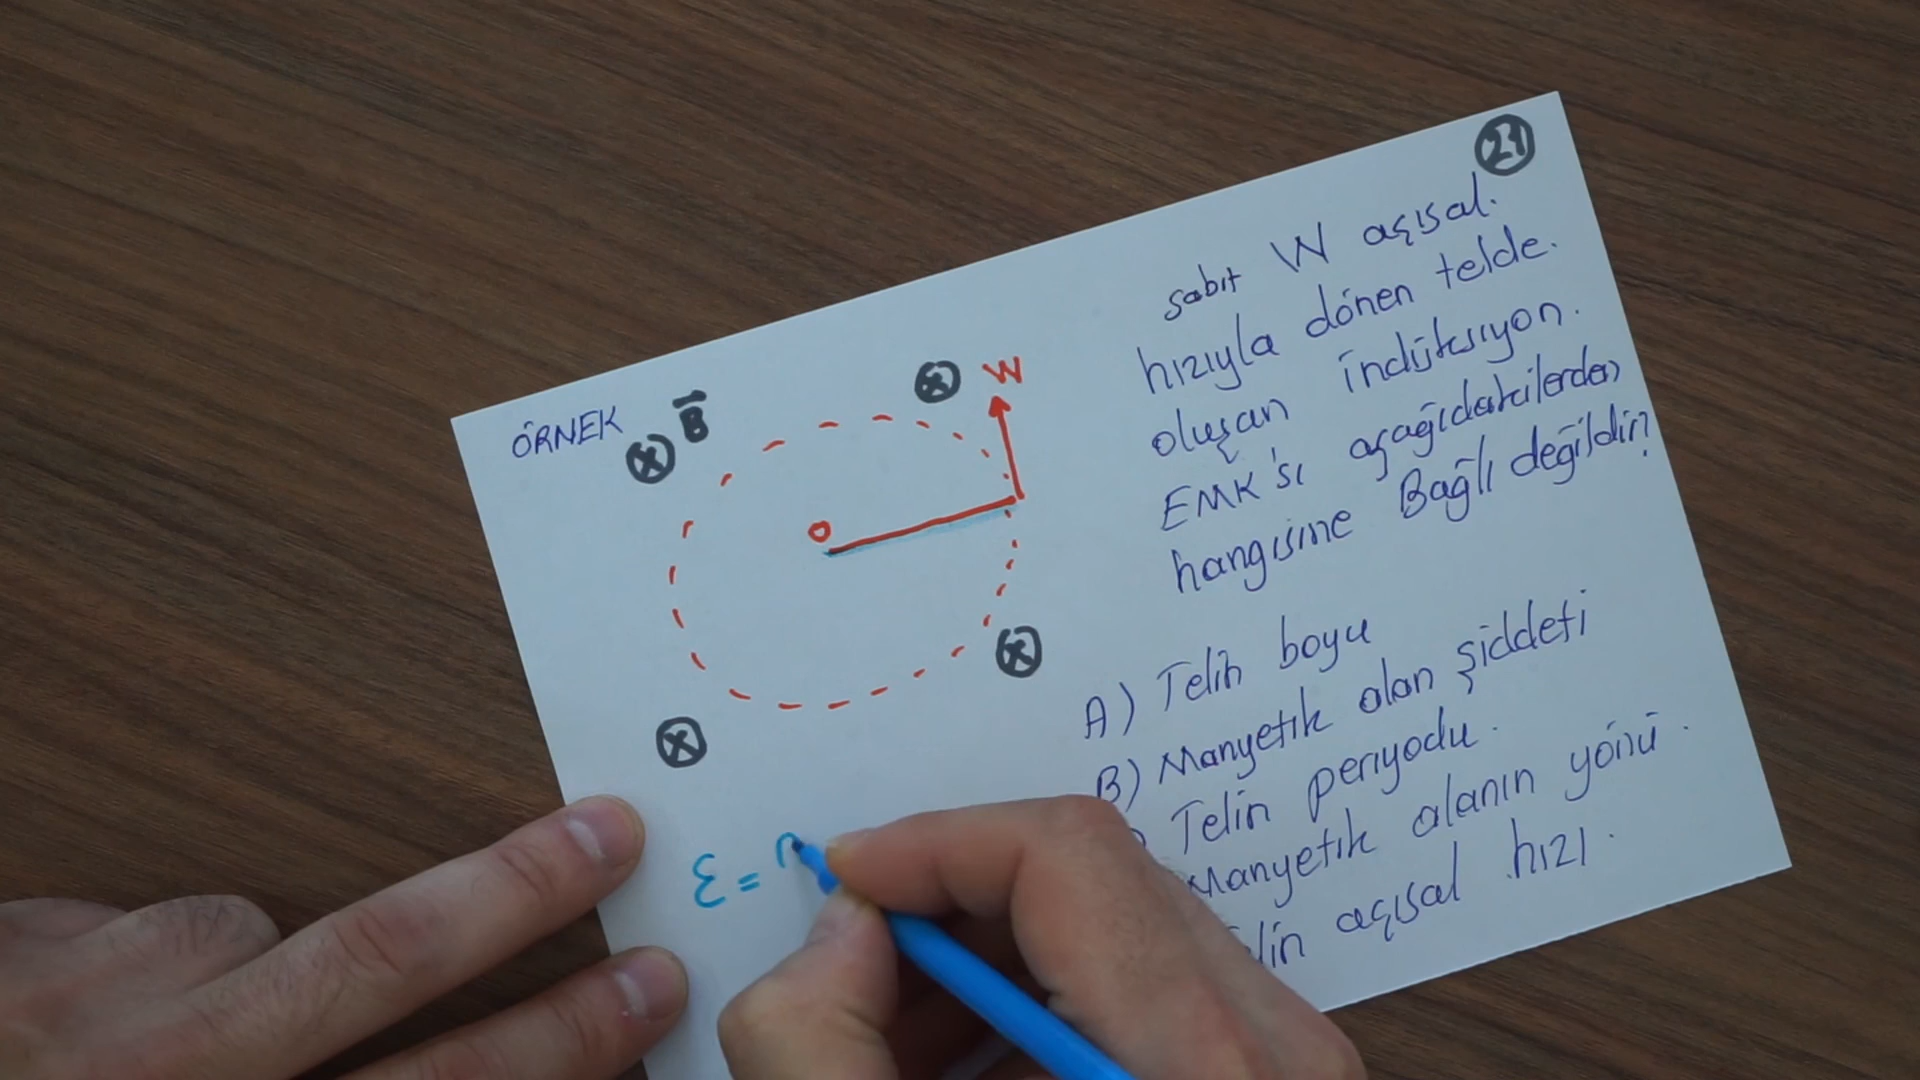 21
ÖRNEK
B
W
O
sabit W açısal.
hızıyla dönen telde.
oluşan indüksiyon.
EMK'sı aşağıdakilerden
hangisine Bağlı değildir?
A) Telin boyu
B) Manyetik alan şiddeti
Telin periyodu.
Manyetik alanın yönü.
açısal hızı.
ε =